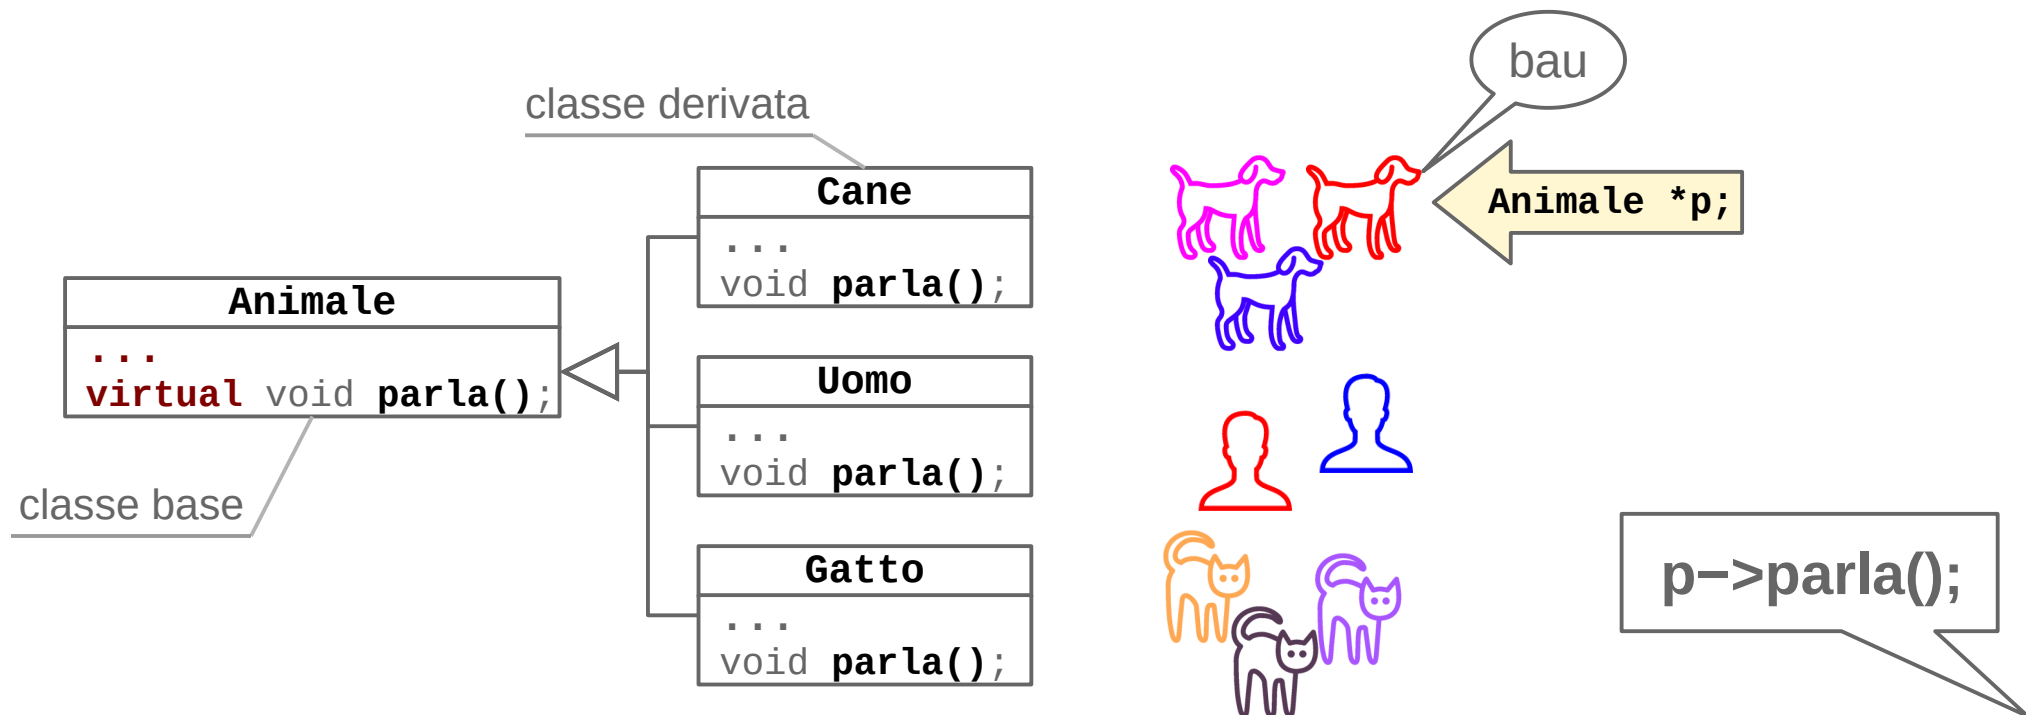 bau
classe derivata
Cane
...
void parla();
Animale *p;
Animale
...
virtual void parla();
Uomo
...
void parla();
classe base
Gatto
...
void parla();
p−>parla();